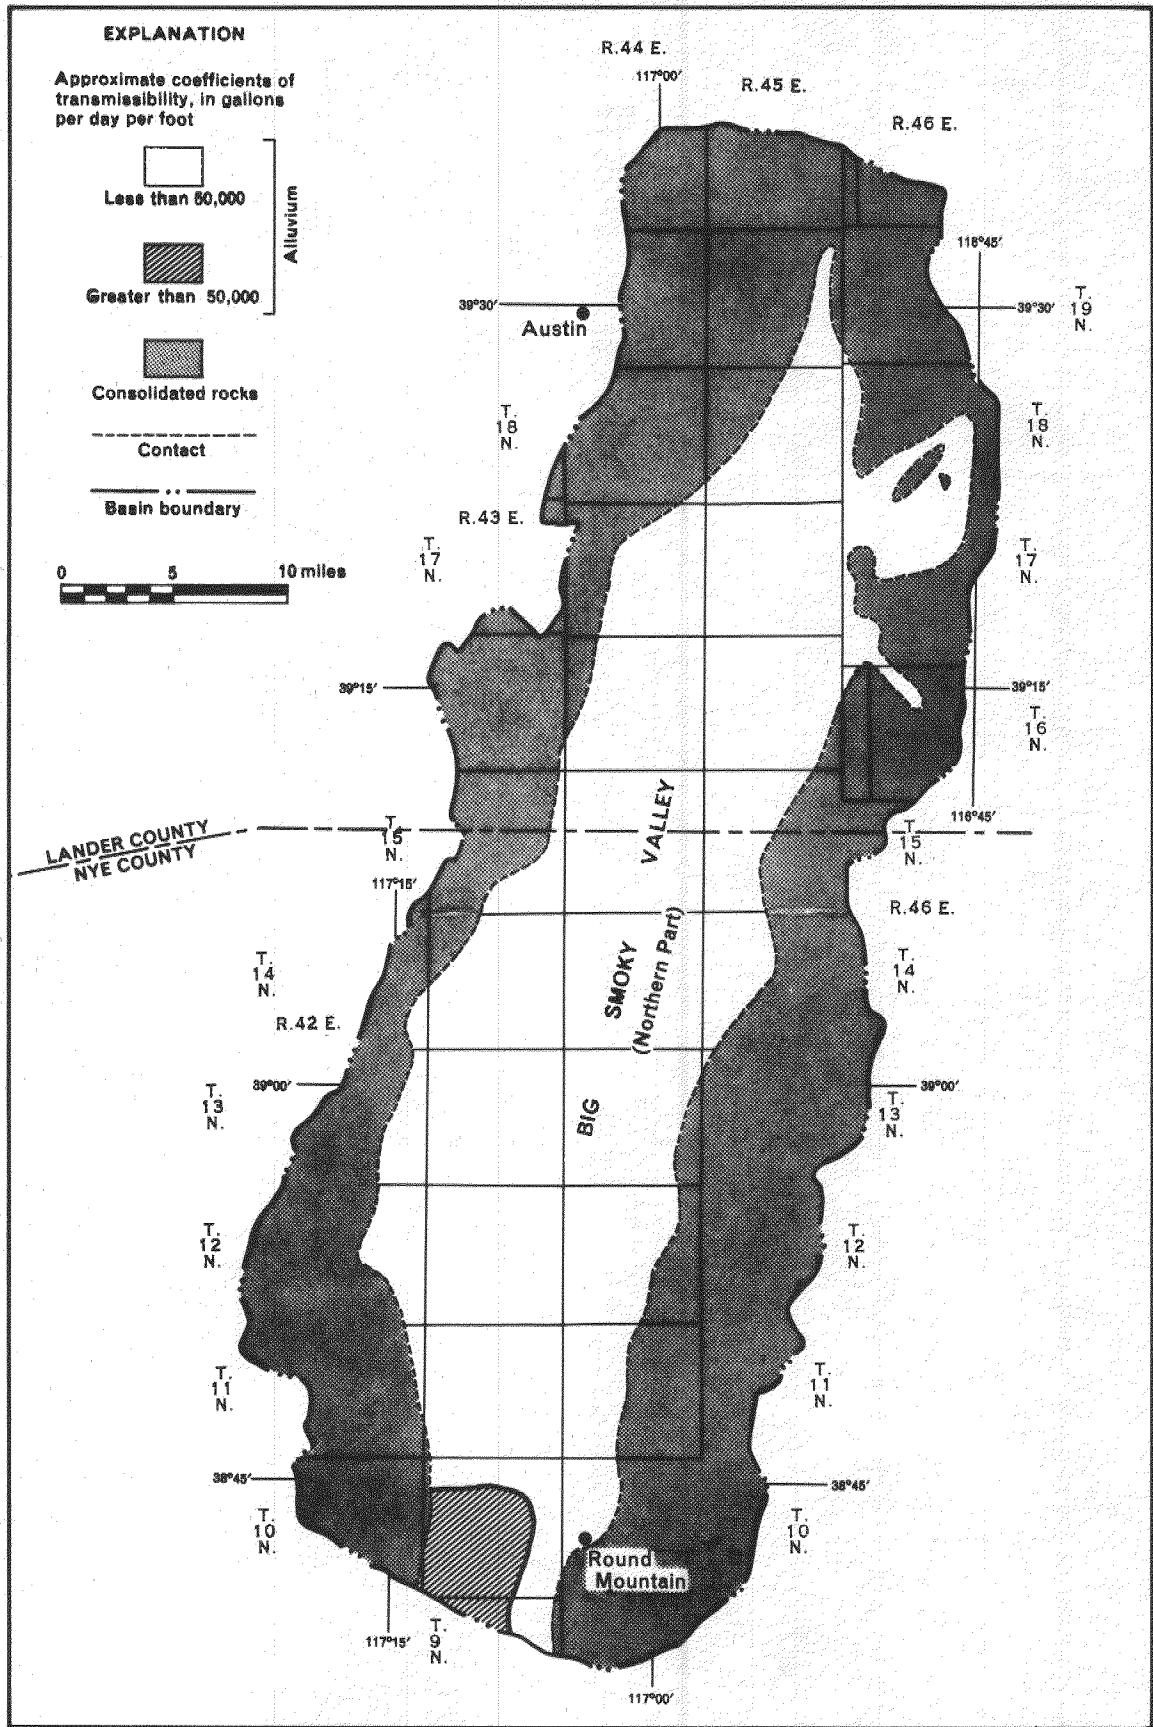 EXPLANATION
Approximate coefficients of
transmissibility, in gallons
per day per foot
Less than 50,000
Greater than 50,000
Alluvium
Consolidated rocks
Contact
Basin boundary
0 5 10 miles
R.44 E.
117°00'
R.45 E.
R.46 E.
116°45'
39°30'
Austin
39°30'
T.
19
N.
T.
18
N.
T.
18
N.
R.43 E.
T.
17
N.
T.
17
N.
39°15'
39°15'
T.
16
N.
116°45'
LANDER COUNTY
NYE COUNTY
T.
15
N.
T.
15
N.
117°15'
VALLEY
SMOKY
(Northern Part)
BIG
R.46 E.
T.
14
N.
T.
14
N.
R.42 E.
39°00'
39°00'
T.
13
N.
T.
13
N.
T.
12
N.
T.
12
N.
T.
11
N.
T.
11
N.
38°45'
38°45'
T.
10
N.
T.
10
N.
Round
Mountain
117°15'
T.
9
N.
117°00'